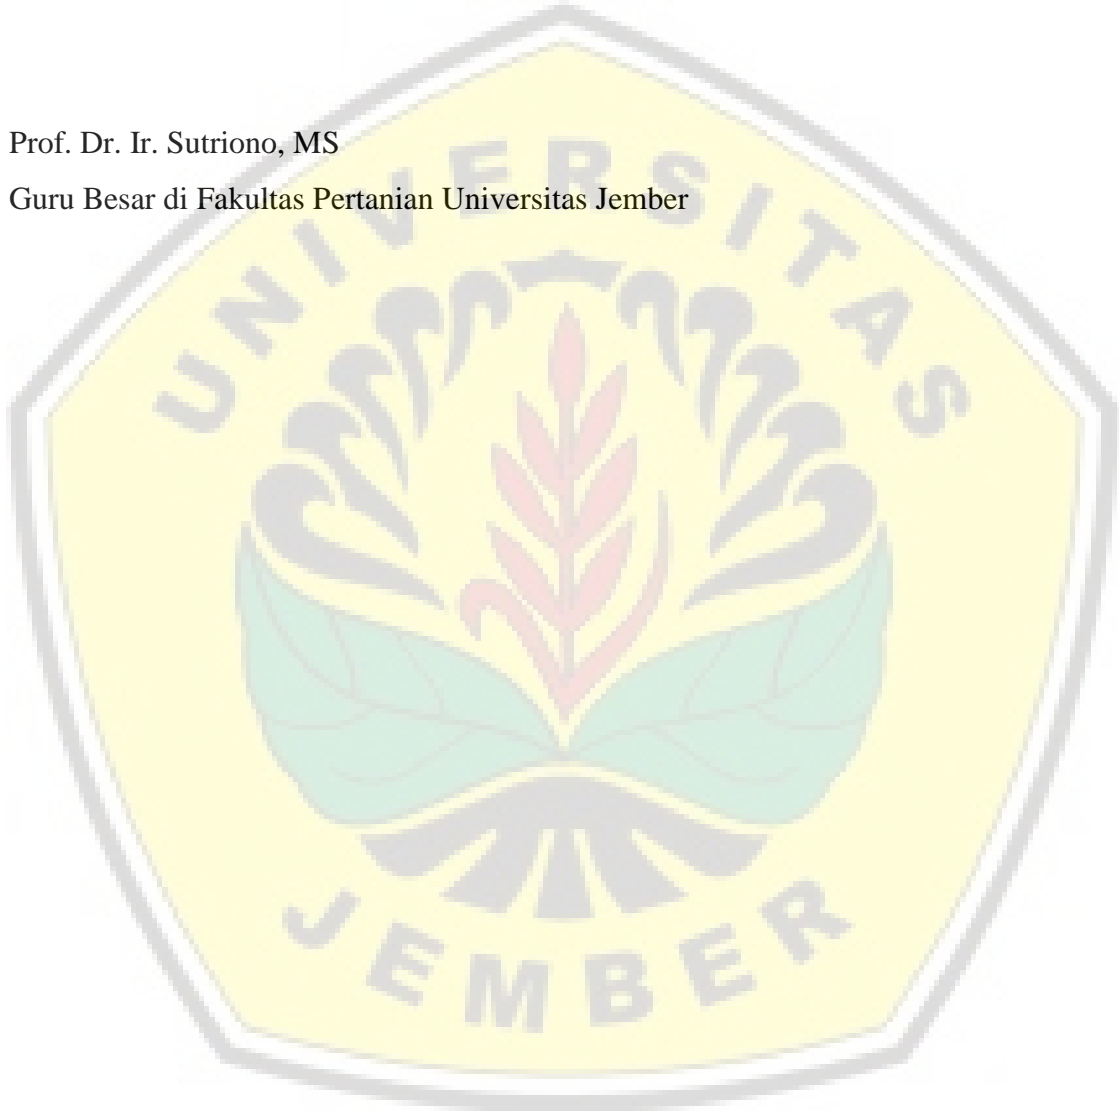 Prof. Dr. Ir. Sutriono, MS
Guru Besar di Fakultas Pertanian Universitas Jember
UNIVERSITAS
JEMBER